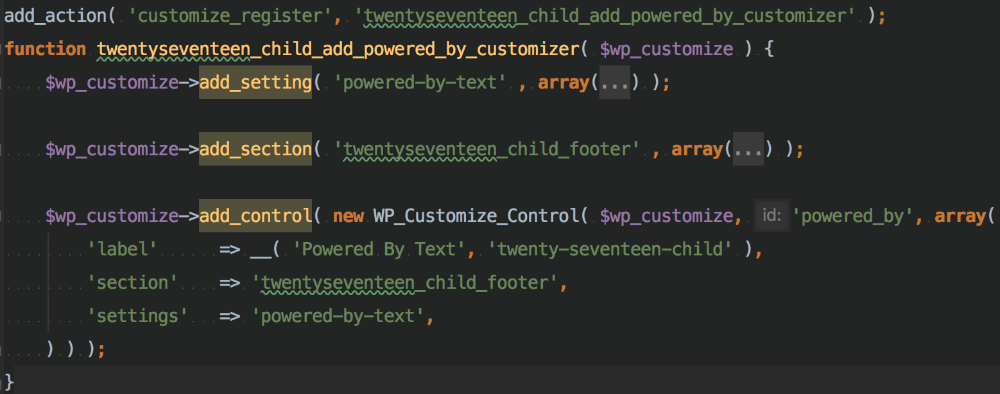 add_action( 'customize_register', 'twentyseventeen_child_add_powered_by_customizer' );
function twentyseventeen_child_add_powered_by_customizer( $wp_customize ) {
    $wp_customize->add_setting( 'powered-by-text' , array(...) );

    $wp_customize->add_section( 'twentyseventeen_child_footer' , array(...) );

    $wp_customize->add_control( new WP_Customize_Control( $wp_customize, id: 'powered_by', array(
        'label'      => __( 'Powered By Text', 'twenty-seventeen-child' ),
        'section'    => 'twentyseventeen_child_footer',
        'settings'   => 'powered-by-text',
    ) ) );
}